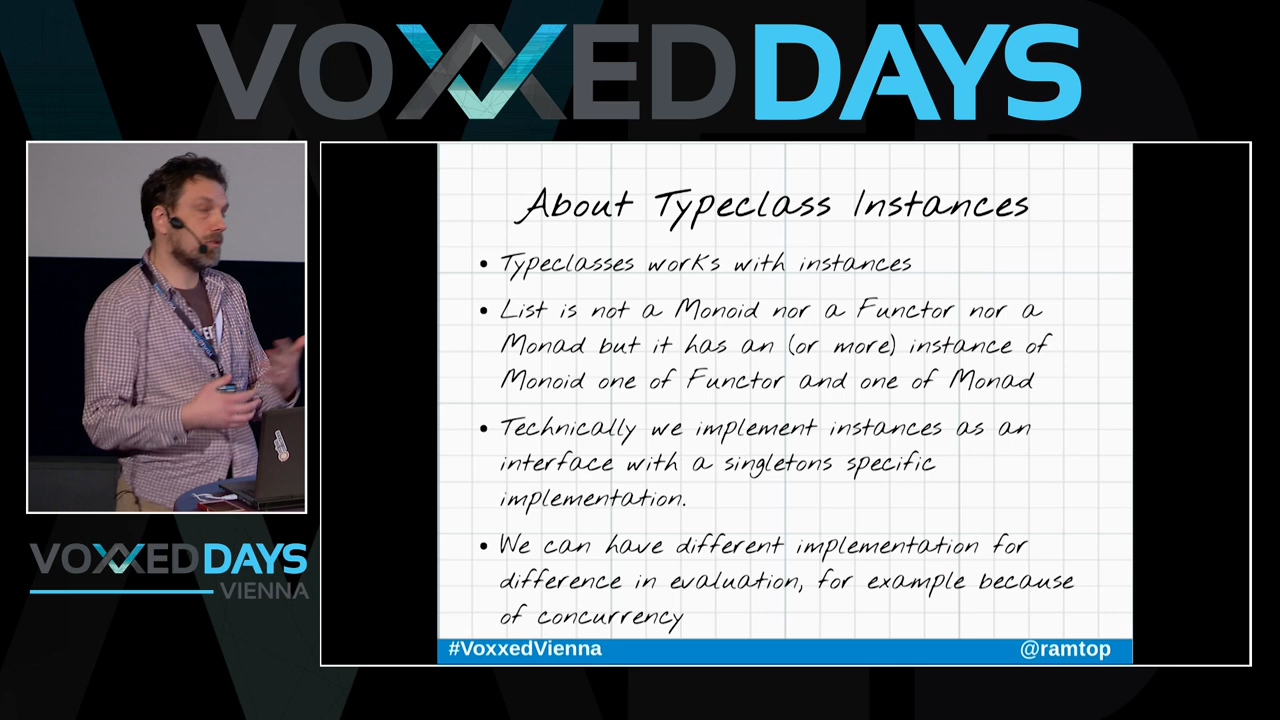 VOXXED DAYS
About Typeclass Instances
• Typeclasses works with instances
• List is not a Monoid nor a Functor nor a
Monad but it has an (or more) instance of
Monoid one of Functor and one of Monad
• Technically we implement instances as an
interface with a singletons specific
implementation.
• We can have different implementation for
difference in evaluation, for example because
of concurrency
#VoxxedVienna
@ramtop
VOXXED DAYS
VIENNA